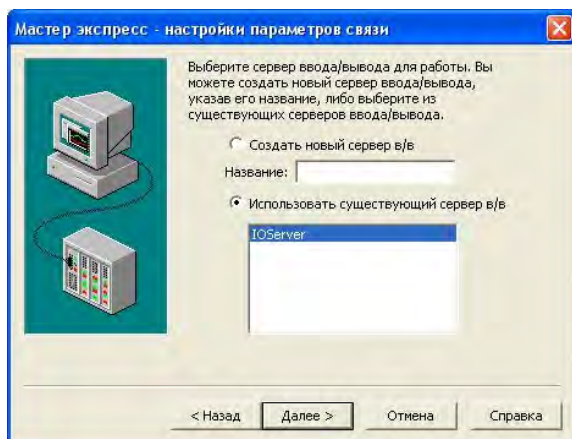 Мастер экспресс - настройки параметров связи
Выберите сервер ввода/вывода для работы. Вы
можете создать новый сервер ввода/вывода,
указав его название, либо выберите из
существующих серверов ввода/вывода.
Создать новый сервер в/в
Название:
Использовать существующий сервер в/в
IOServer
< Назад Далее > Отмена Справка